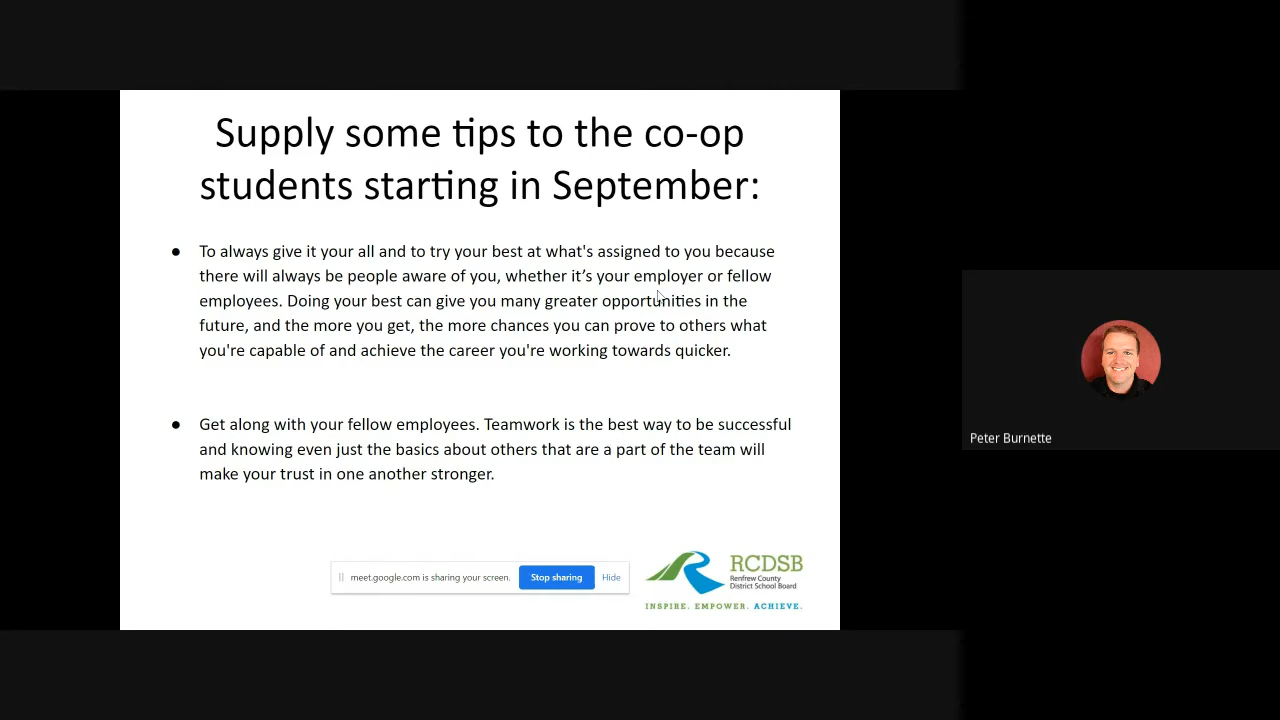 Supply some tips to the co-op
students starting in September:
● To always give it your all and to try your best at what's assigned to you because
there will always be people aware of you, whether it’s your employer or fellow
employees. Doing your best can give you many greater opportunities in the
future, and the more you get, the more chances you can prove to others what
you're capable of and achieve the career you're working towards quicker.
● Get along with your fellow employees. Teamwork is the best way to be successful
and knowing even just the basics about others that are a part of the team will
make your trust in one another stronger.
meet.google.com is sharing your screen. Stop sharing Hide
RCDSB
Renfrew County
District School Board
INSPIRE. EMPOWER. ACHIEVE.
Peter Burnette